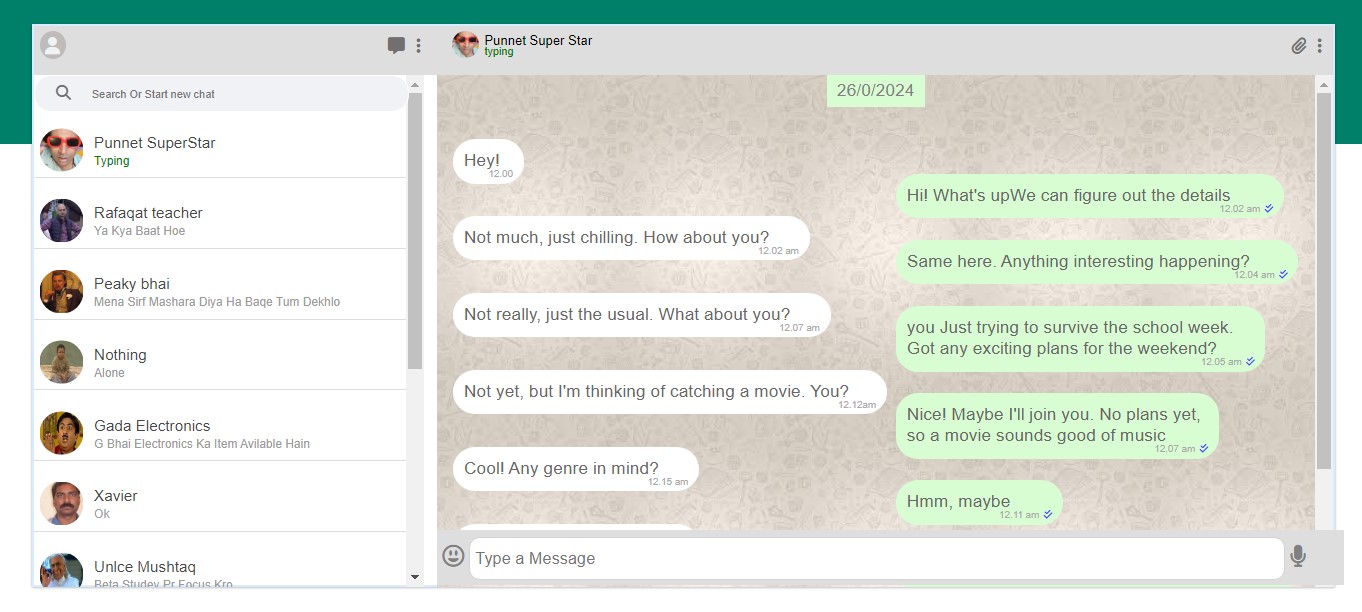 Punnet Super Star
typing
Search Or Start new chat
Punnet SuperStar
Typing
Rafaqat teacher
Ya Kya Baat Hoe
Peaky bhai
Mena Sirf Mashara Diya Ha Baqe Tum Dekhlo
Nothing
Alone
Gada Electronics
G Bhai Electronics Ka Item Avilable Hain
Xavier
Ok
Unlce Mushtaq
Beta Studey Pr Focus Kro
26/0/2024
Hey!
12.00
Hi! What's upWe can figure out the details
12.02 am
Not much, just chilling. How about you?
12.02 am
Same here. Anything interesting happening?
12.04 am
Not really, just the usual. What about you?
12.07 am
you Just trying to survive the school week.
Got any exciting plans for the weekend?
12.05 am
Not yet, but I'm thinking of catching a movie. You?
12.12am
Nice! Maybe I'll join you. No plans yet,
so a movie sounds good of music
12.07 am
Cool! Any genre in mind?
12.15 am
Hmm, maybe
12.11 am
Type a Message